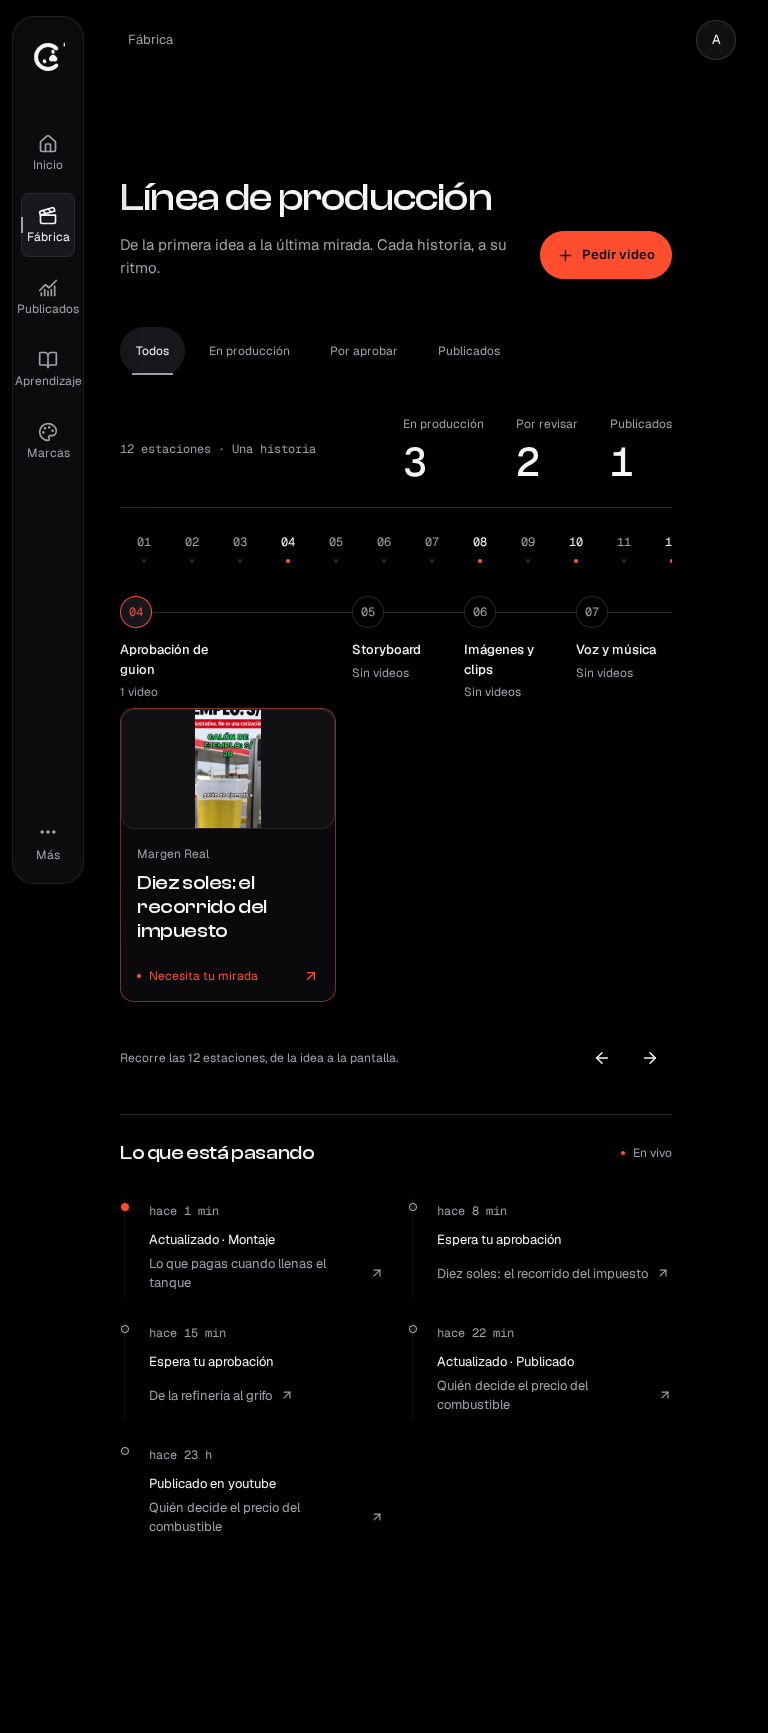 Fábrica
A
Inicio
Fábrica
Publicados
Aprendizaje
Marcas
Más
Línea de producción
De la primera idea a la última mirada. Cada historia, a su
ritmo.
Pedir video
Todos
En producción
Por aprobar
Publicados
12 estaciones · Una historia
En producción
3
Por revisar
2
Publicados
1
01 02 03 04 05 06 07 08 09 10 11
04
Aprobación de
guion
1 video
05
Storyboard
Sin videos
06
Imágenes y
clips
Sin videos
07
Voz y música
Sin videos
GALÓN DE
EJEMPLO: S/
20
galón de ejemplo a
Margen Real
Diez soles: el
recorrido del
impuesto
Necesita tu mirada
Recorre las 12 estaciones, de la idea a la pantalla.
Lo que está pasando
En vivo
hace 1 min
Actualizado · Montaje
Lo que pagas cuando llenas el
tanque
hace 8 min
Espera tu aprobación
Diez soles: el recorrido del impuesto
hace 15 min
Espera tu aprobación
De la refinería al grifo
hace 22 min
Actualizado · Publicado
Quién decide el precio del
combustible
hace 23 h
Publicado en youtube
Quién decide el precio del
combustible